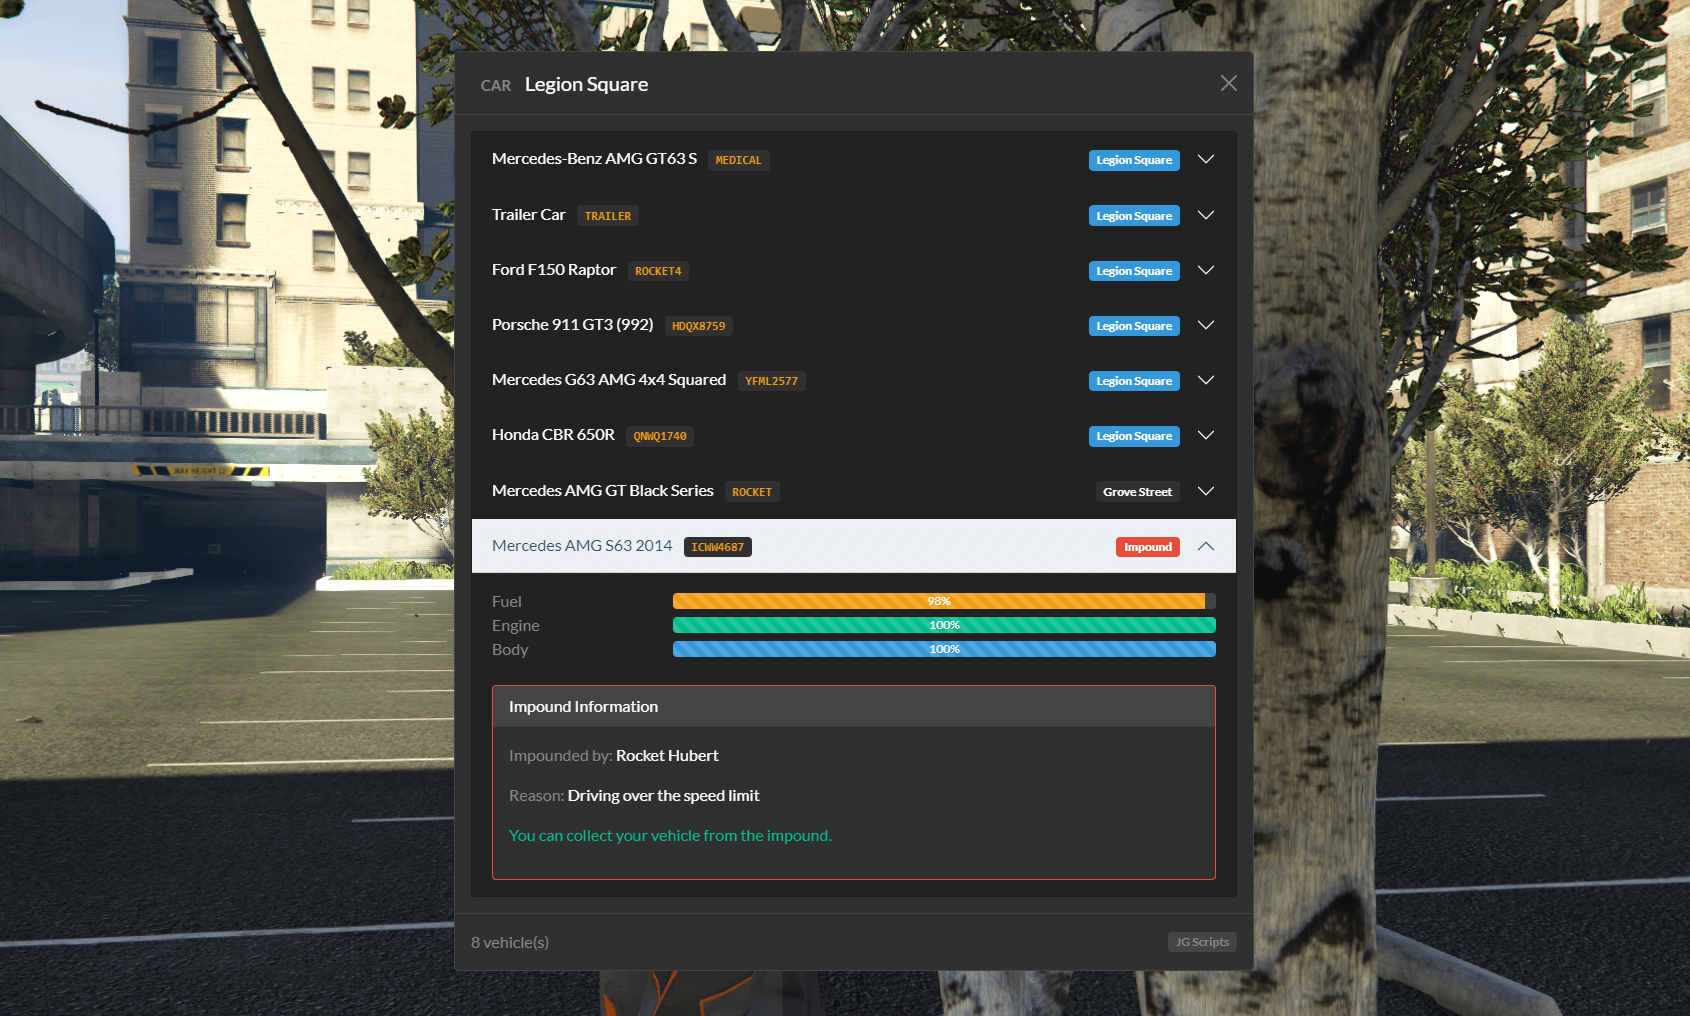 CAR Legion Square
Mercedes-Benz AMG GT63 S MEDICAL Legion Square
Trailer Car TRAILER Legion Square
Ford F150 Raptor ROCKET4 Legion Square
Porsche 911 GT3 (992) HDQX8759 Legion Square
Mercedes G63 AMG 4x4 Squared YFML2577 Legion Square
Honda CBR 650R QNWQ1740 Legion Square
Mercedes AMG GT Black Series ROCKET Grove Street
Mercedes AMG S63 2014 ICWW4687 Impound
Fuel 98%
Engine 100%
Body 100%
Impound Information
Impounded by: Rocket Hubert
Reason: Driving over the speed limit
You can collect your vehicle from the impound.
8 vehicle(s) JG Scripts
MAX HEIGHT